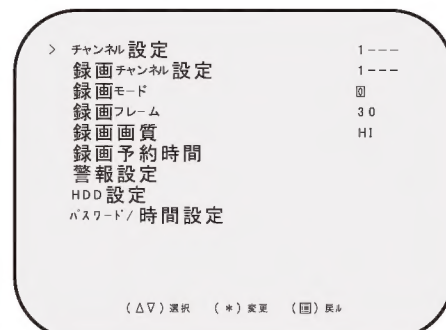 > チャンネル設定 1---
録画チャンネル設定 1---
録画モード 回
録画フレーム 30
録画画質 HI
録画予約時間
警報設定
HDD設定
パスワード/時間設定
(△▽)選択 (*)変更 (回)戻ル